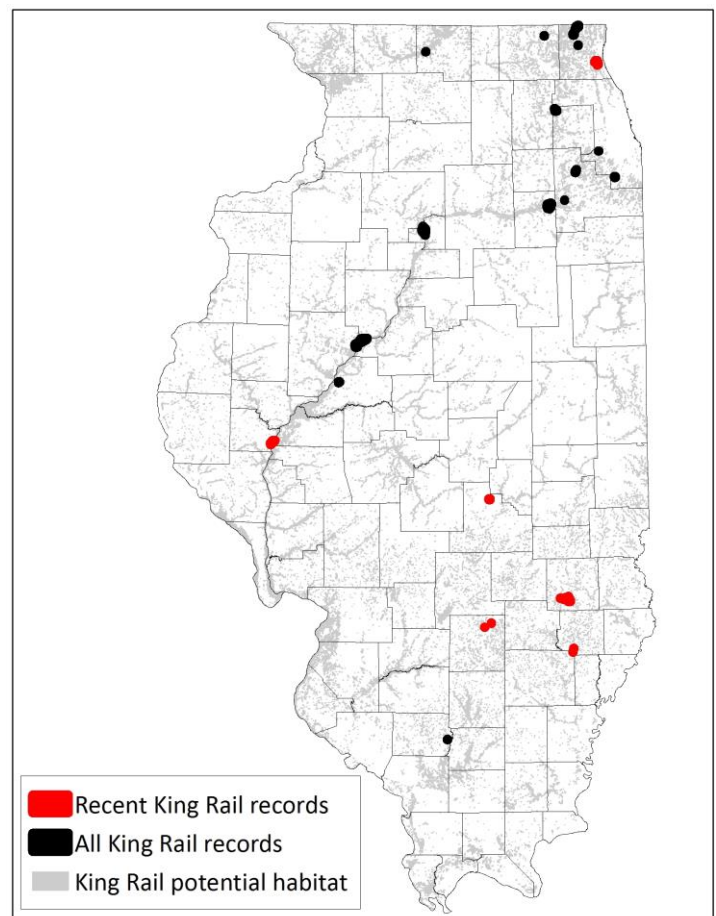 Recent King Rail records
All King Rail records
King Rail potential habitat